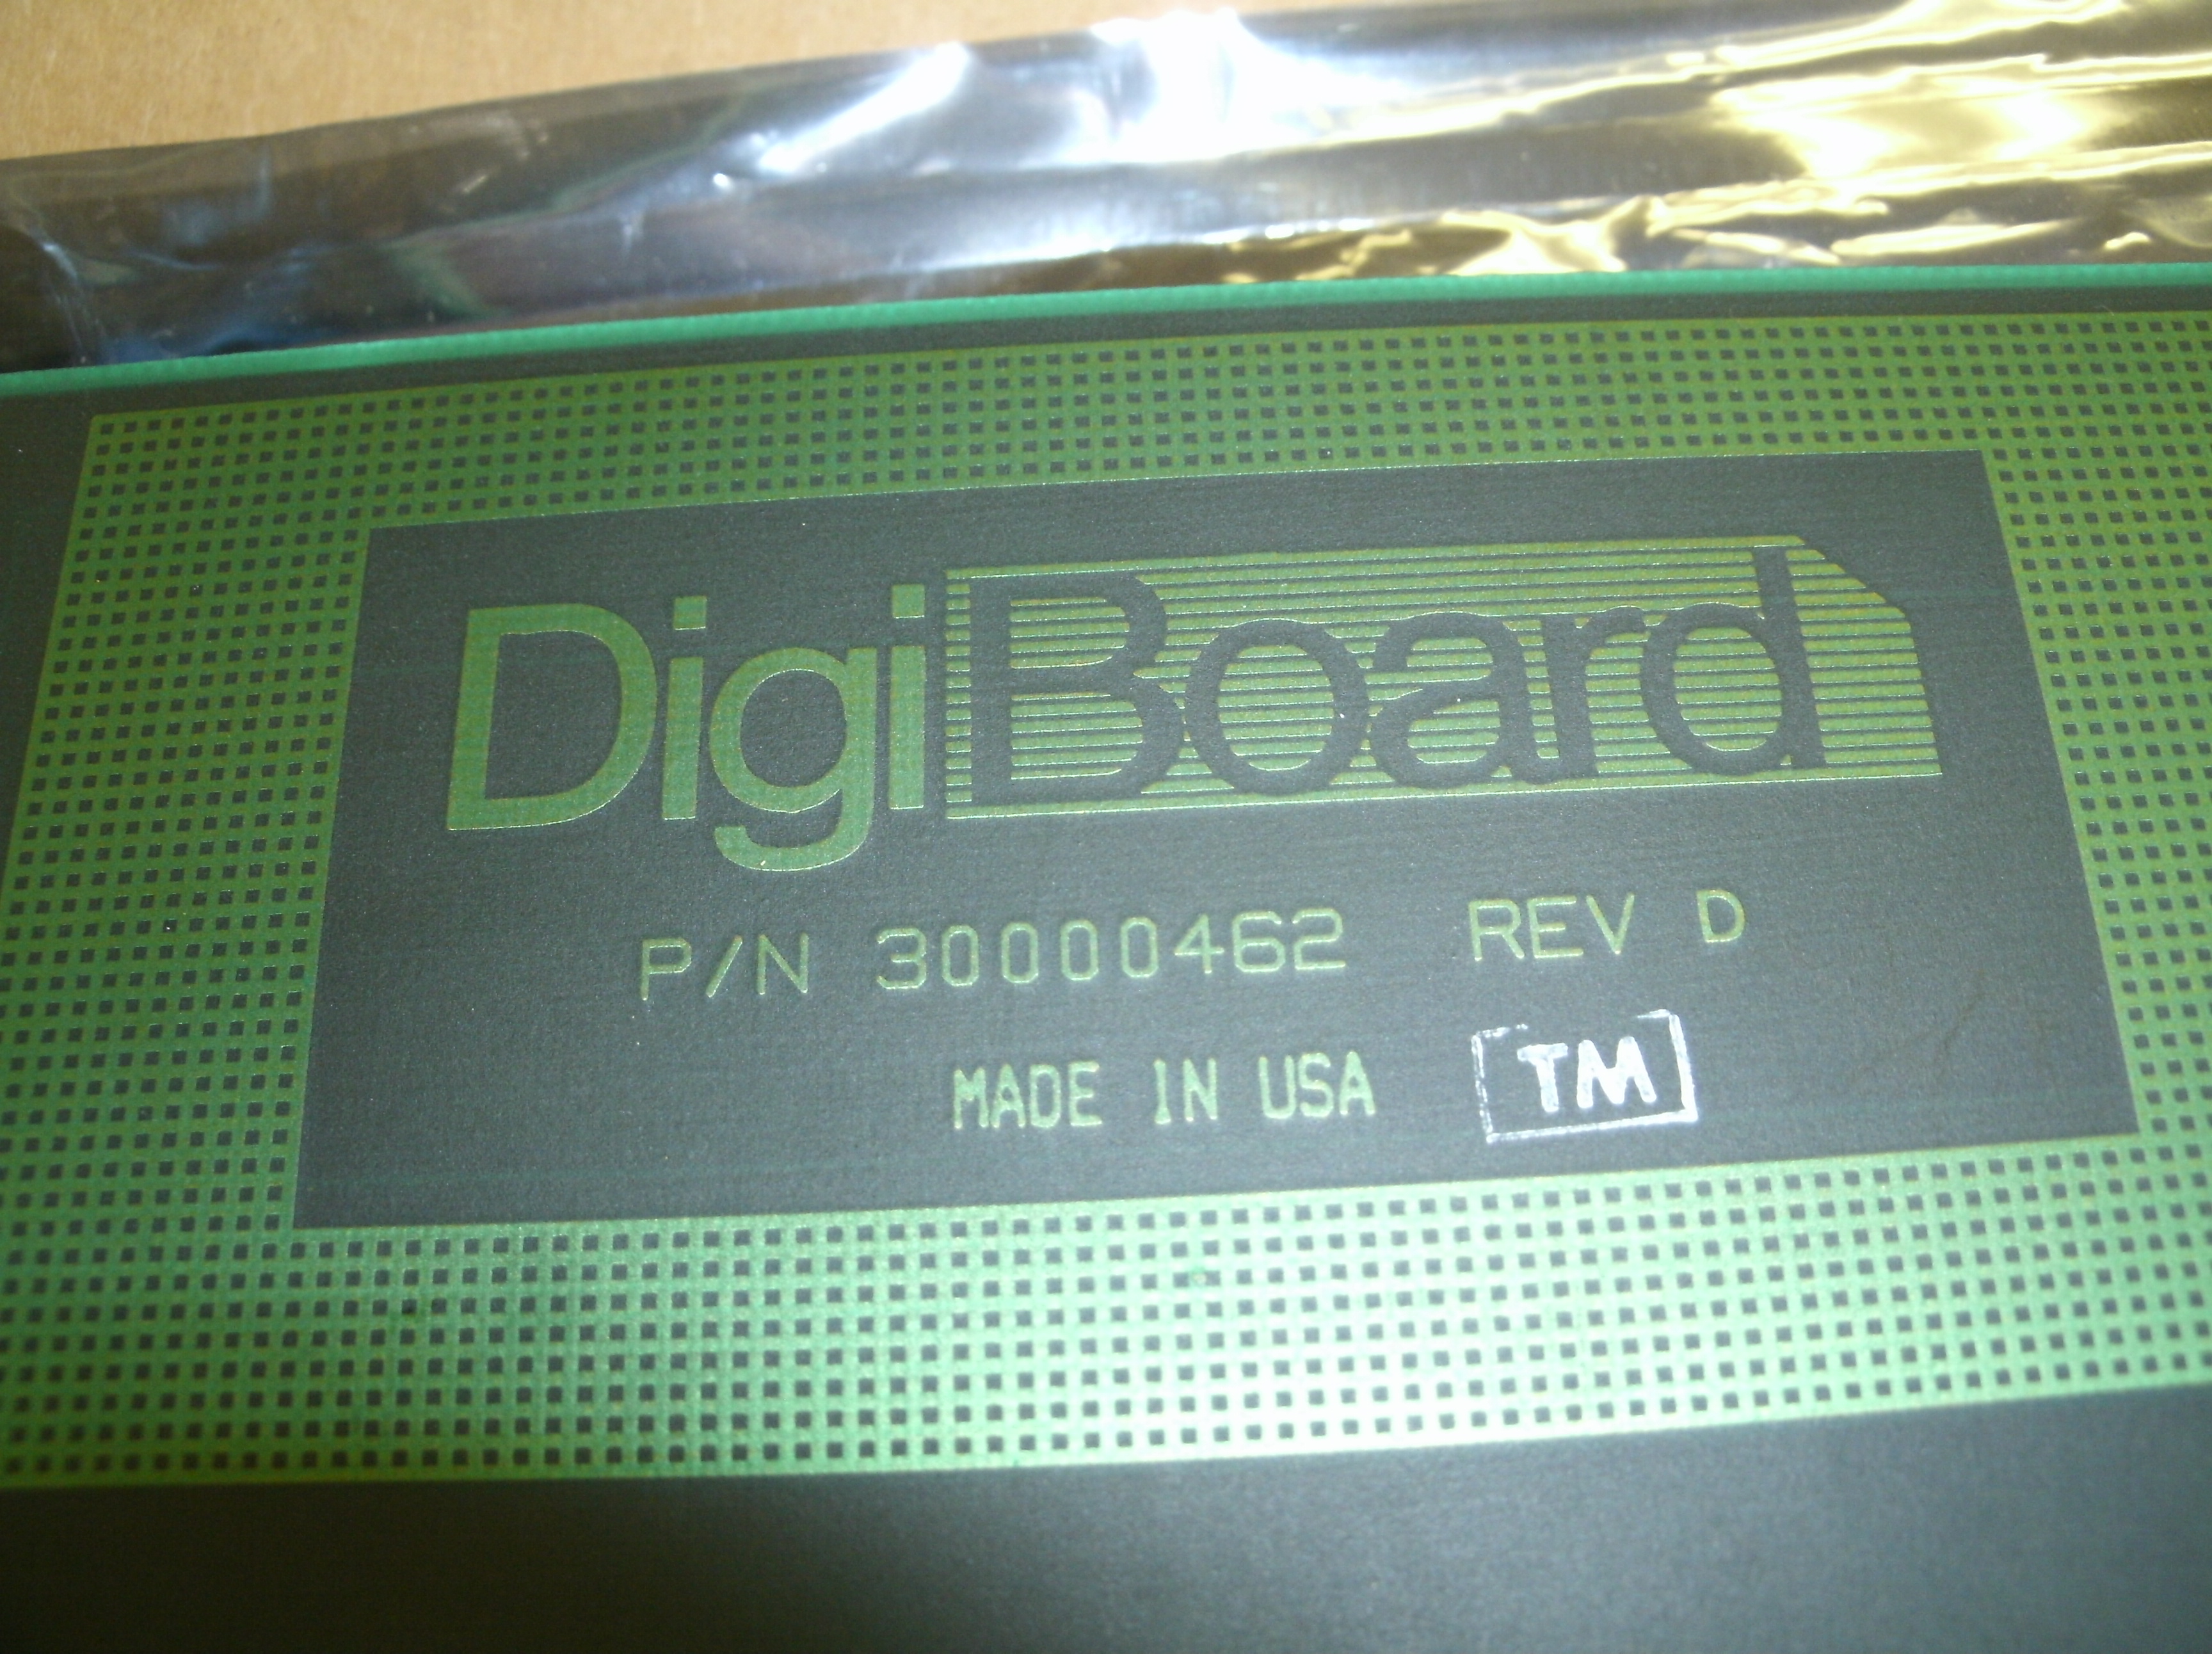 DigiBoard
P/N 30000462 REV D
MADE IN USA TM